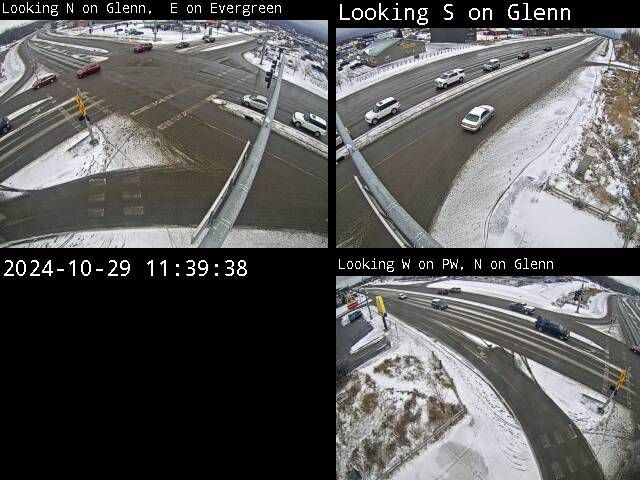 Looking N on Glenn, E on Evergreen
Looking S on Glenn
2024-10-29 11:39:38
Looking W on PW, N on Glenn